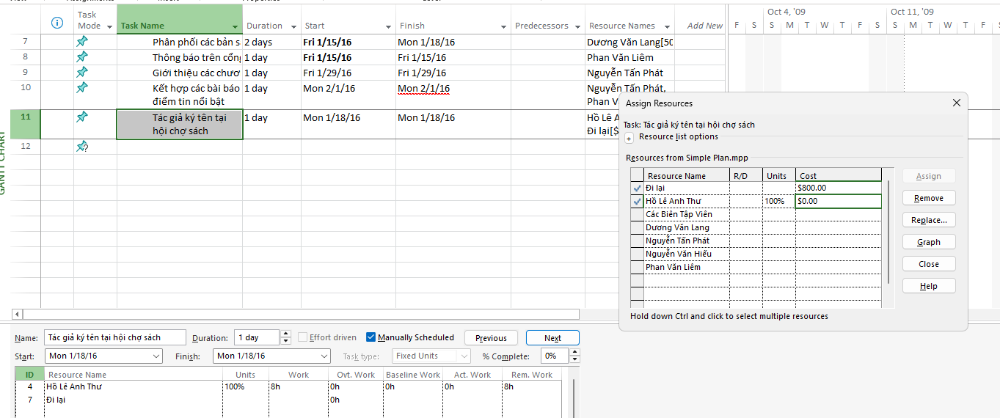 Task
Mode Task Name Duration Start Finish Predecessors Resource Names Add New
Oct 4, '09 Oct 11, '09
F S S M T W T F S S M T W T F
7 Phân phối các bản s 2 days Fri 1/15/16 Mon 1/18/16 Dương Văn Lang[50
8 Thông báo trên cổng 1 day Fri 1/15/16 Fri 1/15/16 Phan Văn Liêm
9 Giới thiệu các chươ 1 day Fri 1/29/16 Fri 1/29/16 Nguyễn Tấn Phát
10 Kết hợp các bài báo 1 day Mon 2/1/16 Mon 2/1/16 Nguyễn Tấn Phát,
điểm tin nổi bật Phan V
11 Tác giả ký tên tại 1 day Mon 1/18/16 Mon 1/18/16 Hồ Lê A
hội chợ sách Đi lại[$
12
GANTT CHART
Assign Resources
Task: Tác giả ký tên tại hội chợ sách
+ Resource list options
Resources from Simple Plan.mpp
Resource Name R/D Units Cost
Đi lại $800.00
Hồ Lê Anh Thư 100% $0.00
Các Biên Tập Viên
Dương Văn Lang
Nguyễn Tấn Phát
Nguyễn Văn Hiếu
Phan Văn Liêm
Assign
Remove
Replace...
Graph
Close
Help
Hold down Ctrl and click to select multiple resources
Name: Tác giả ký tên tại hội chợ sách Duration: 1 day Effort driven Manually Scheduled Previous Next
Start: Mon 1/18/16 Finish: Mon 1/18/16 Task type: Fixed Units % Complete: 0%
ID Resource Name Units Work Ovt. Work Baseline Work Act. Work Rem. Work
4 Hồ Lê Anh Thư 100% 8h 0h 0h 0h 8h
7 Đi lại 0h